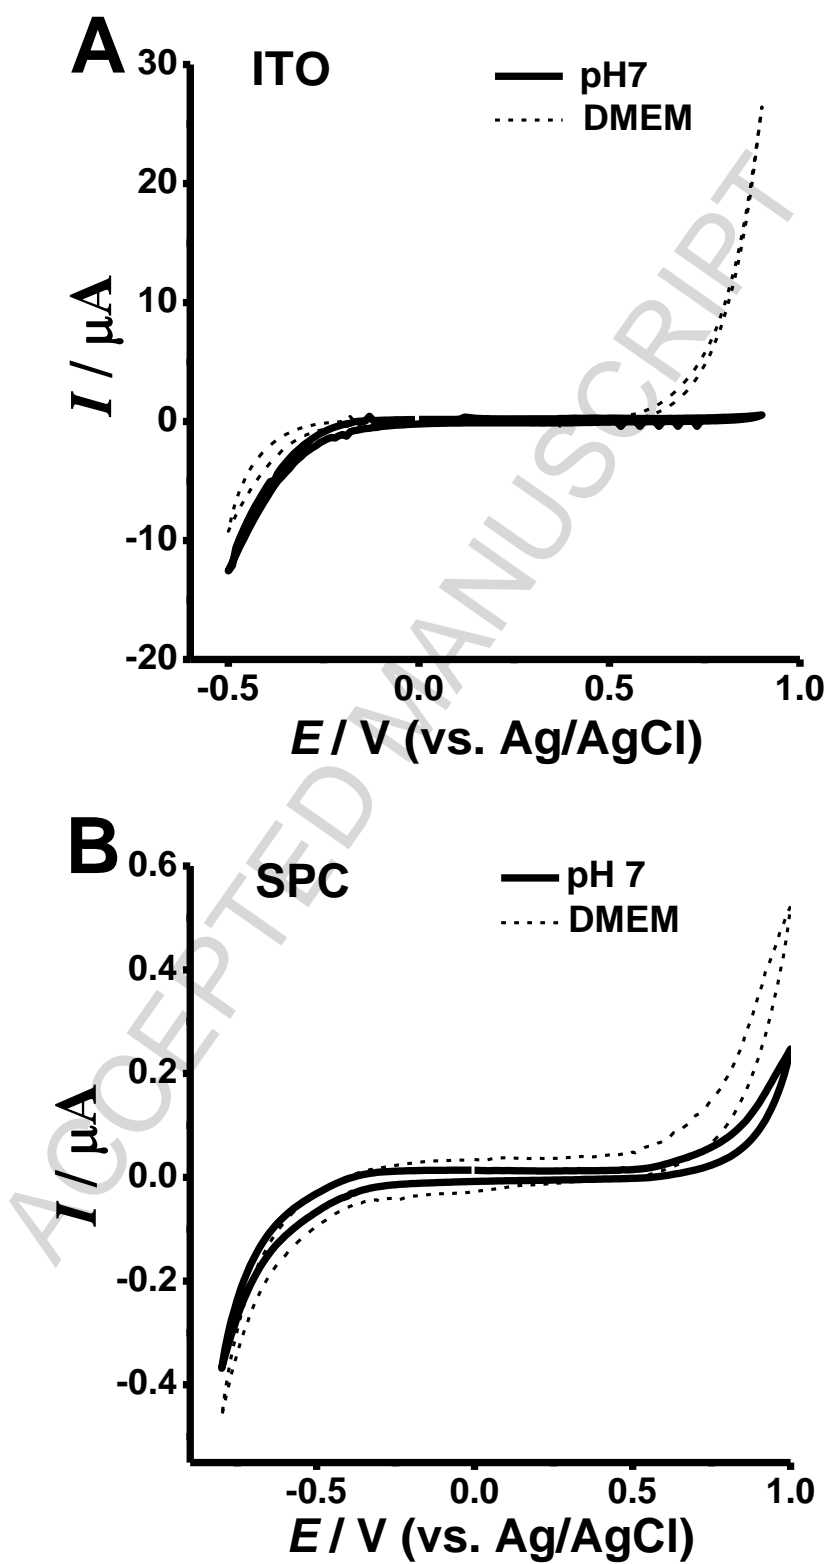 A
ITO
pH7
DMEM
30
20
10
0
-10
-20
I / µA
-0.5 0.0 0.5 1.0
E / V (vs. Ag/AgCl)
B
SPC
pH 7
DMEM
0.6
0.4
0.2
0.0
-0.2
-0.4
I / µA
-0.5 0.0 0.5 1.0
E / V (vs. Ag/AgCl)
ACCEPTED MANUSCRIPT